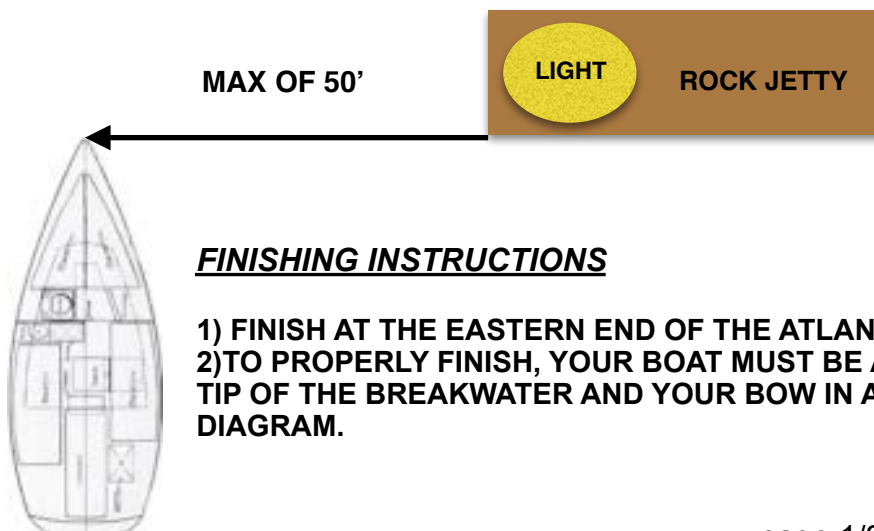 MAX OF 50’
LIGHT
ROCK JETTY
FINISHING INSTRUCTIONS
1) FINISH AT THE EASTERN END OF THE ATLAN
2)TO PROPERLY FINISH, YOUR BOAT MUST BE A
TIP OF THE BREAKWATER AND YOUR BOW IN A
DIAGRAM.